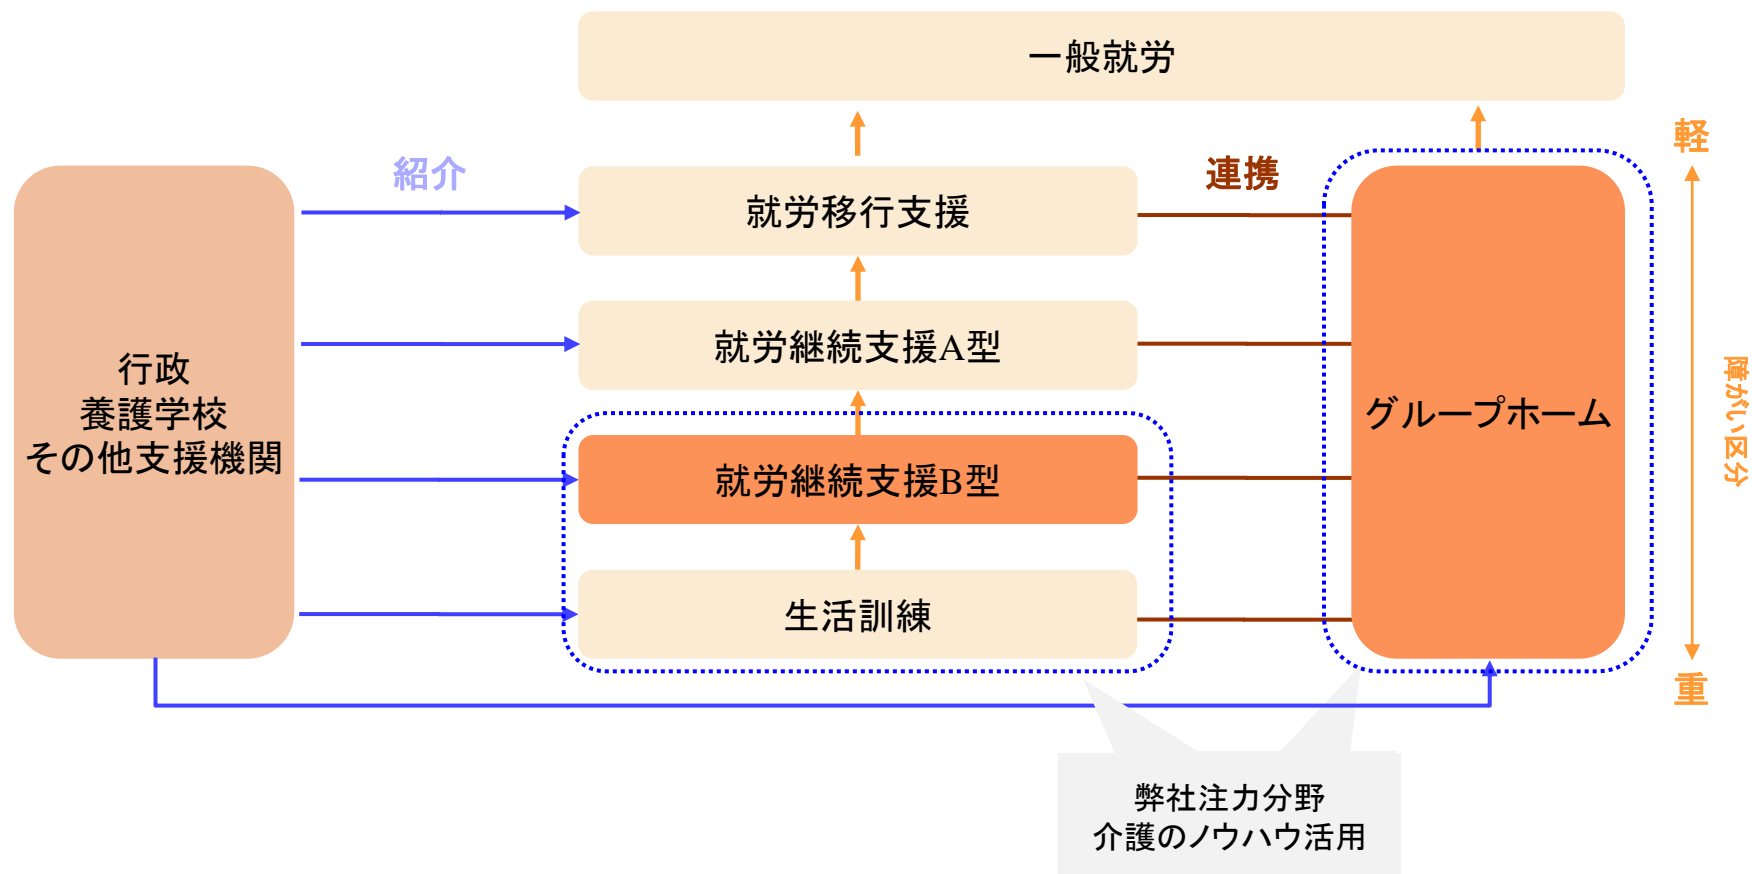 一般就労
軽
紹介
連携
就労移行支援
就労継続支援A型
行政
養護学校
その他支援機関
グループホーム
障がい区分
就労継続支援B型
生活訓練
重
弊社注力分野
介護のノウハウ活用